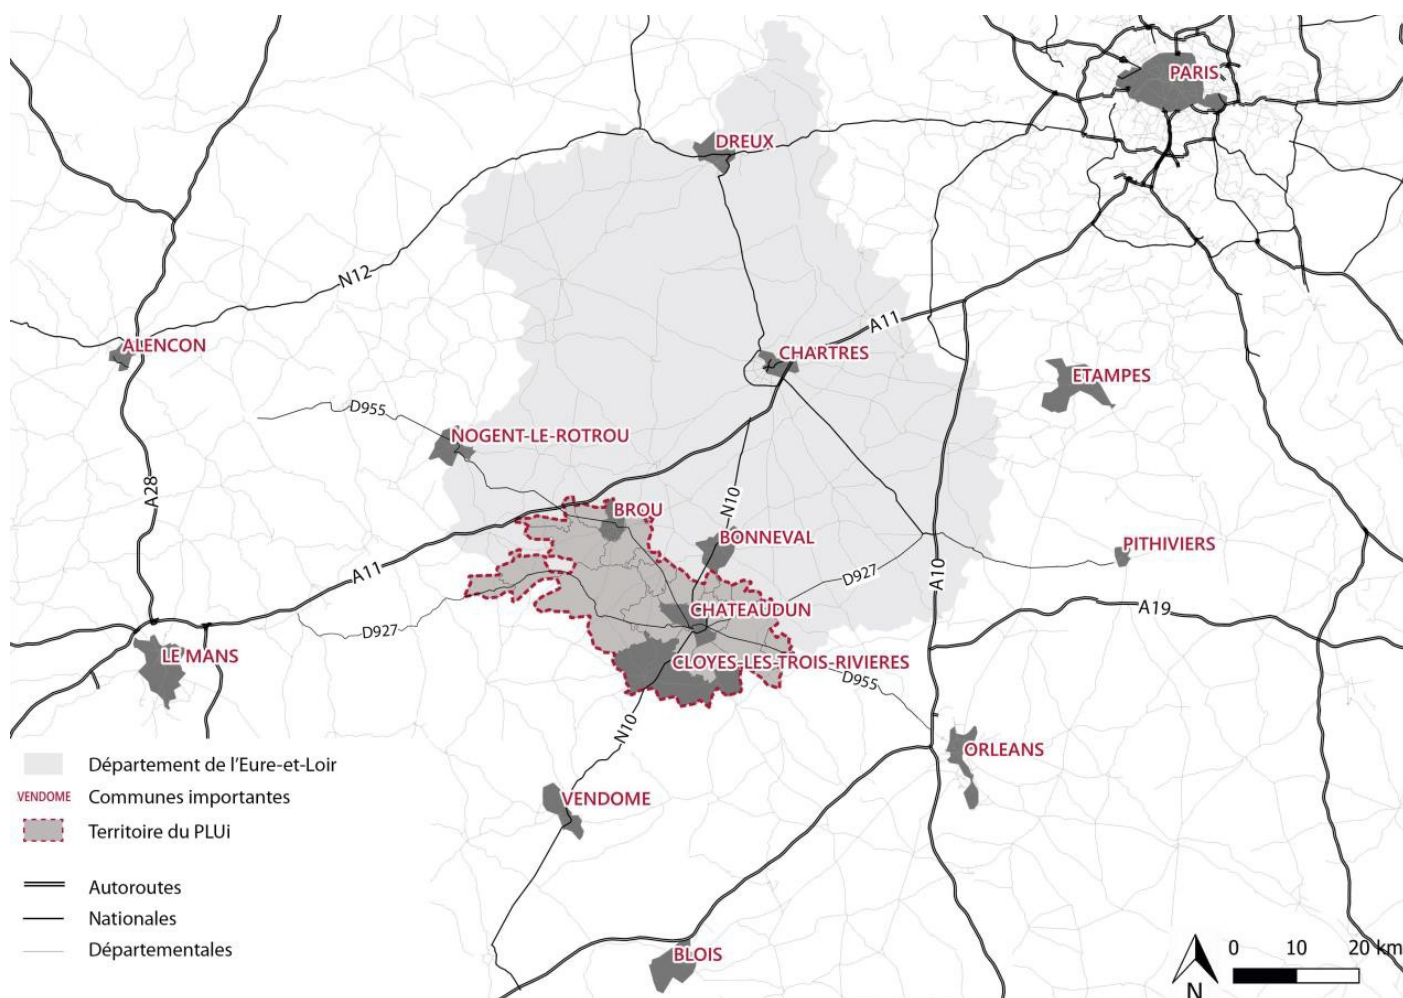 PARIS
DREUX
N12
A11
ALENCON
CHARTRES
ETAMPES
D955
NOGENT-LE-ROTROU
A28
N10
BROU
BONNEVAL
PITHIVIERS
A11
D927
A10
CHATEAUDUN
A19
D927
LE MANS
CLOYES-LES-TROIS-RIVIERES
D955
N10
ORLEANS
VENDOME
BLOIS
Département de l'Eure-et-Loir
VENDOME Communes importantes
Territoire du PLUi
Autoroutes
Nationales
Départementales
0 10 20 km
N